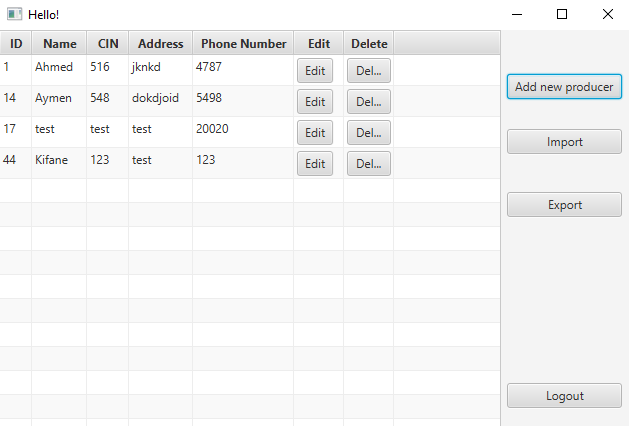 Hello!
ID Name CIN Address Phone Number Edit Delete
1 Ahmed 516 jknkd 4787 Edit Del...
14 Aymen 548 dokdjoid 5498 Edit Del...
17 test test test 20020 Edit Del...
44 Kifane 123 test 123 Edit Del...
Add new producer
Import
Export
Logout